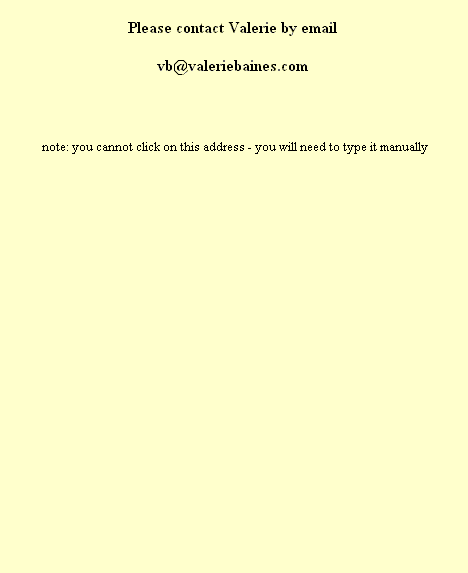 Please contact Valerie by email
vb@valeriebaines.com
note: you cannot click on this address - you will need to type it manually